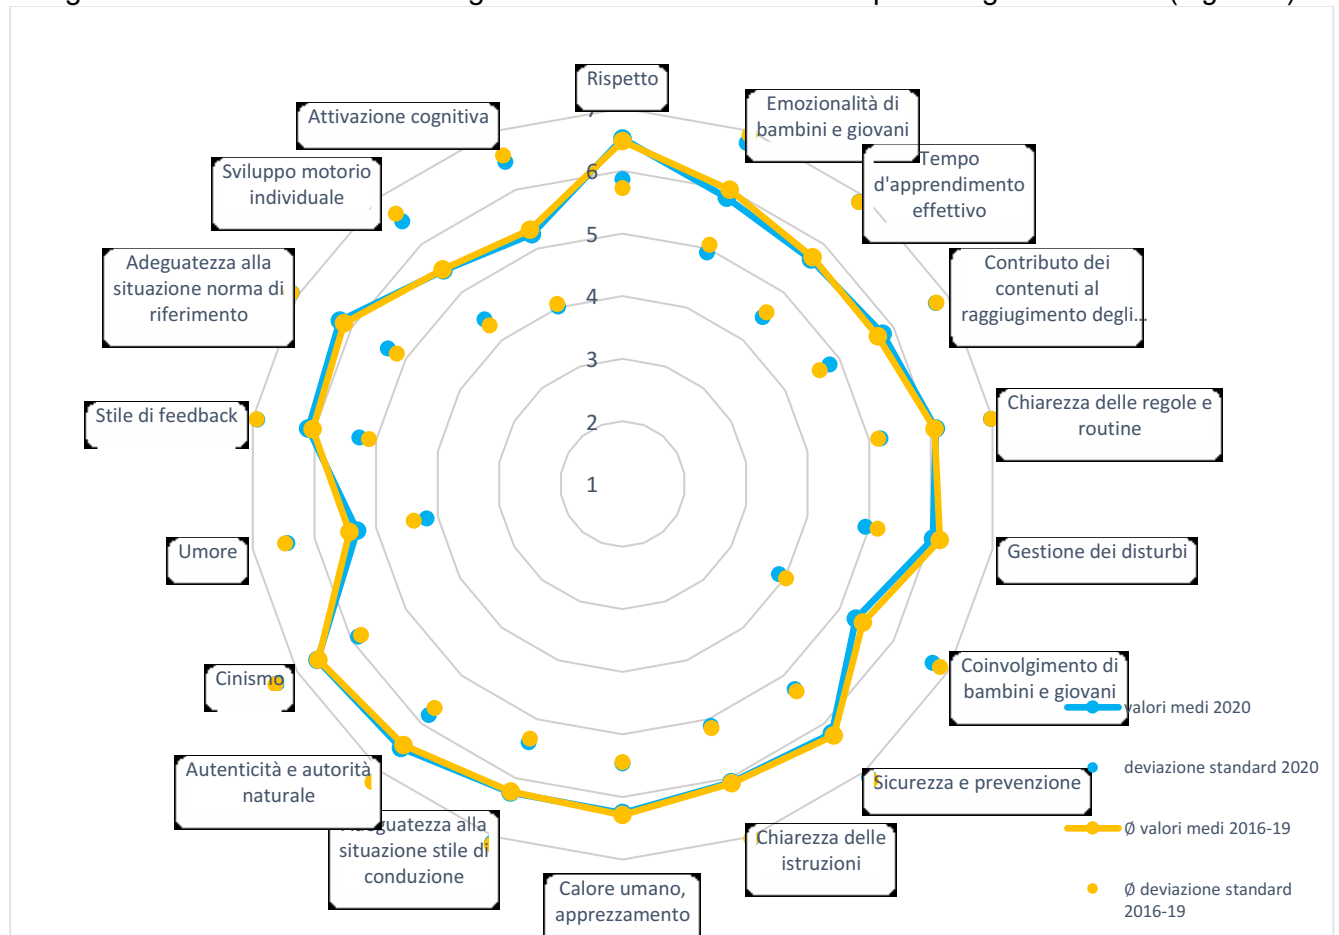 Rispetto
Attivazione cognitiva
Emozionalità di
bambini e giovani
Sviluppo motorio
individuale
Tempo
d'apprendimento
effettivo
Adeguatezza alla
situazione norma di
riferimento
Contributo dei
contenuti al
raggiugimento degli...
Stile di feedback
Chiarezza delle regole e
routine
Umore
Gestione dei disturbi
Cinismo
Coinvolgimento di
bambini e giovani
Autenticità e autorità
naturale
Sicurezza e prevenzione
Adeguatezza alla
situazione stile di
conduzione
Chiarezza delle
istruzioni
Calore umano,
apprezzamento
7
6
5
4
3
2
1
valori medi 2020
deviazione standard 2020
Ø valori medi 2016-19
Ø deviazione standard
2016-19